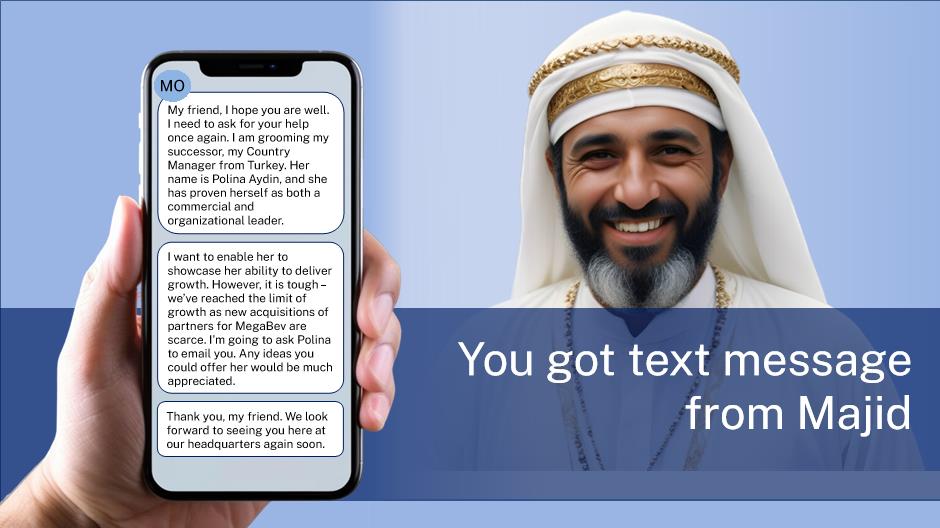 MO
My friend, I hope you are well.
I need to ask for your help
once again. I am grooming my
successor, my Country
Manager from Turkey. Her
name is Polina Aydin, and she
has proven herself as both a
commercial and
organizational leader.
I want to enable her to
showcase her ability to deliver
growth. However, it is tough –
we've reached the limit of
growth as new acquisitions of
partners for MegaBev are
scarce. I'm going to ask Polina
to email you. Any ideas you
could offer her would be much
appreciated.
Thank you, my friend. We look
forward to seeing you here at
our headquarters again soon.
You got text message
from Majid